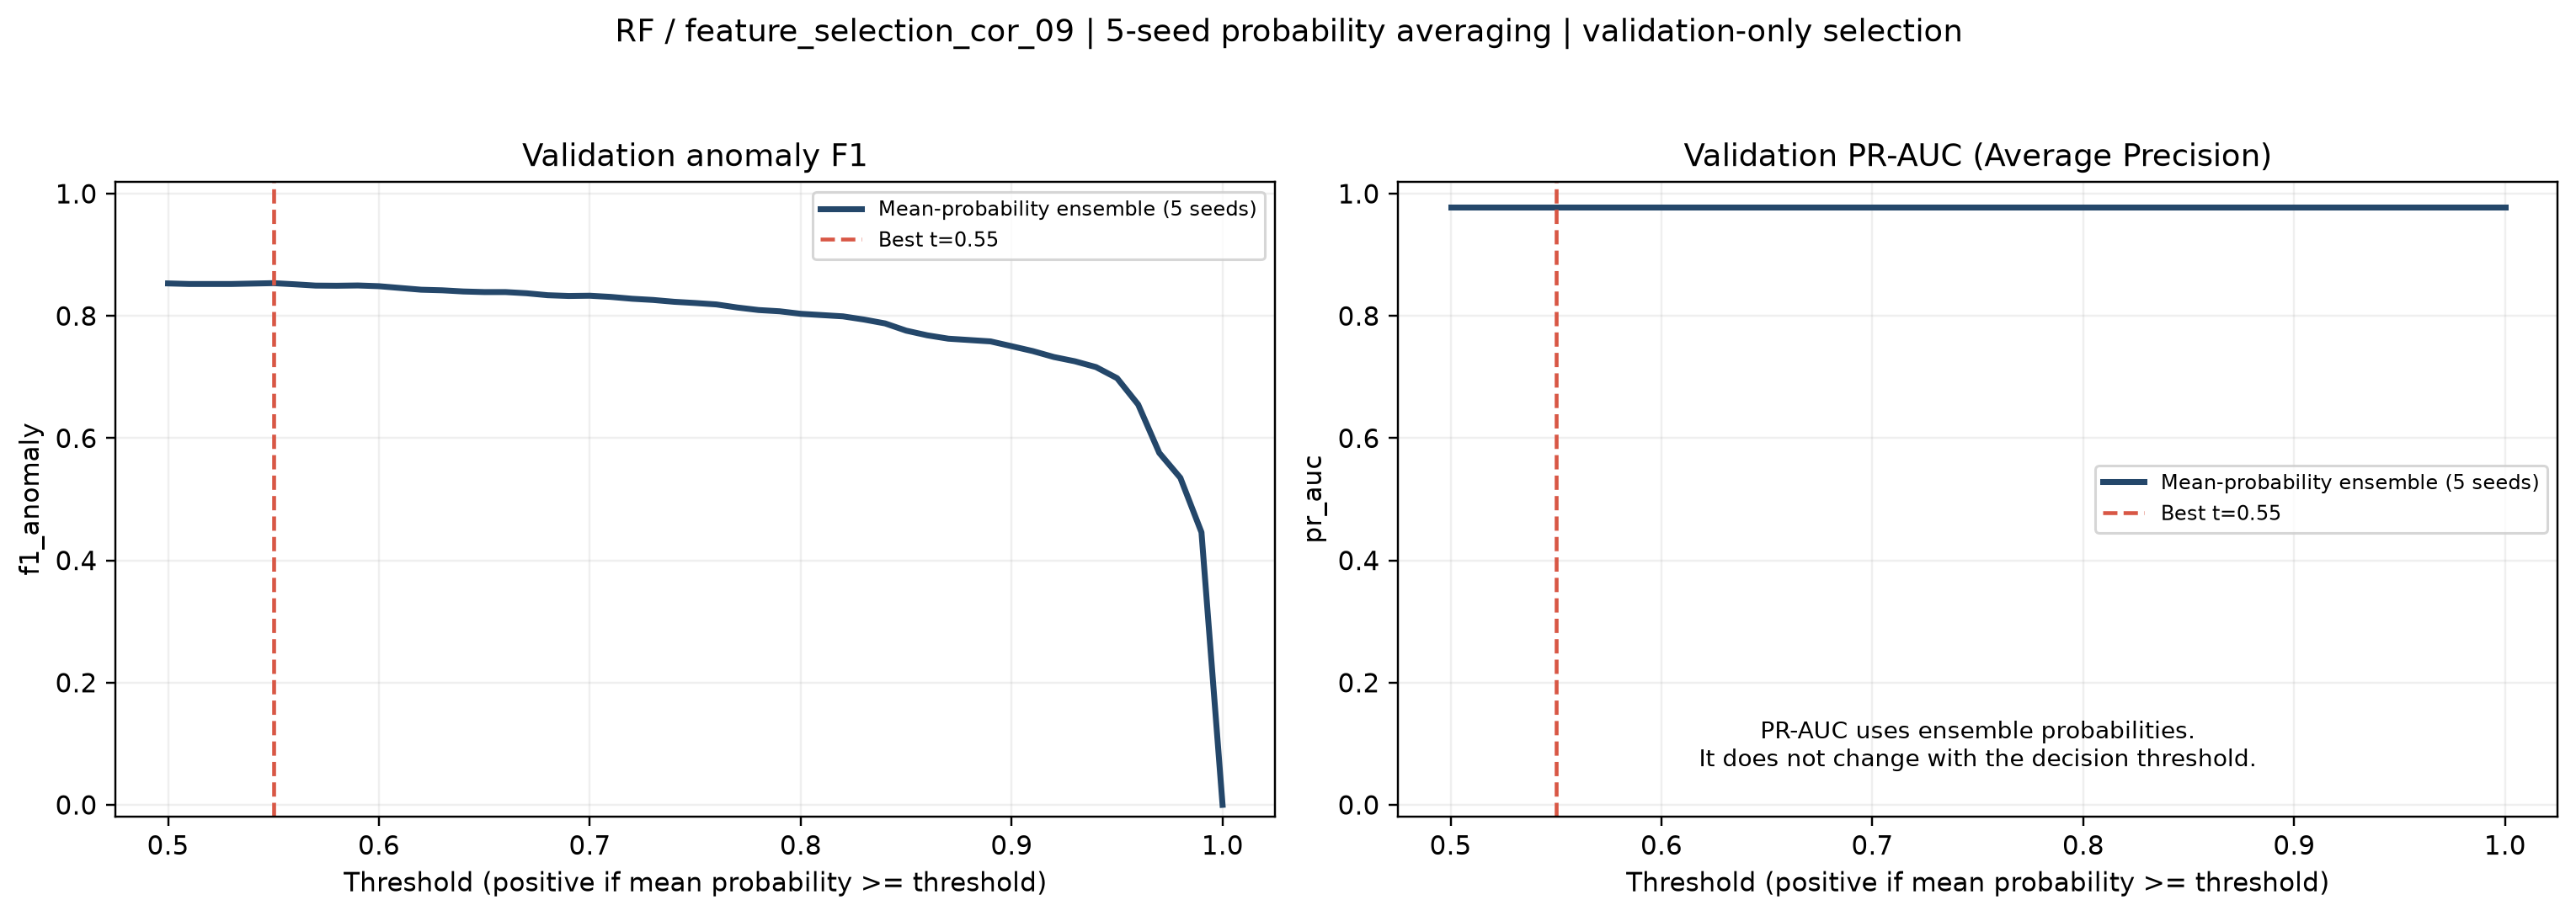 RF / feature_selection_cor_09 | 5-seed probability averaging | validation-only selection
Validation anomaly F1
1.0
0.8
0.6
0.4
0.2
0.0
f1_anomaly
Mean-probability ensemble (5 seeds)
Best t=0.55
0.5 0.6 0.7 0.8 0.9 1.0
Threshold (positive if mean probability >= threshold)
Validation PR-AUC (Average Precision)
1.0
0.8
0.6
0.4
0.2
0.0
pr_auc
Mean-probability ensemble (5 seeds)
Best t=0.55
PR-AUC uses ensemble probabilities.
It does not change with the decision threshold.
0.5 0.6 0.7 0.8 0.9 1.0
Threshold (positive if mean probability >= threshold)